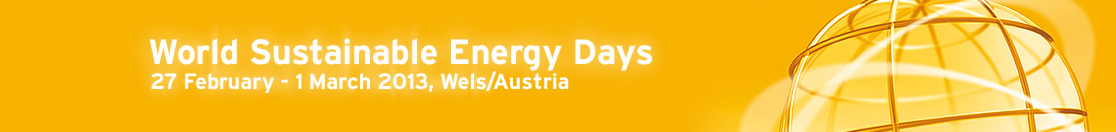 World Sustainable Energy Days
27 February - 1 March 2013, Wels/Austria